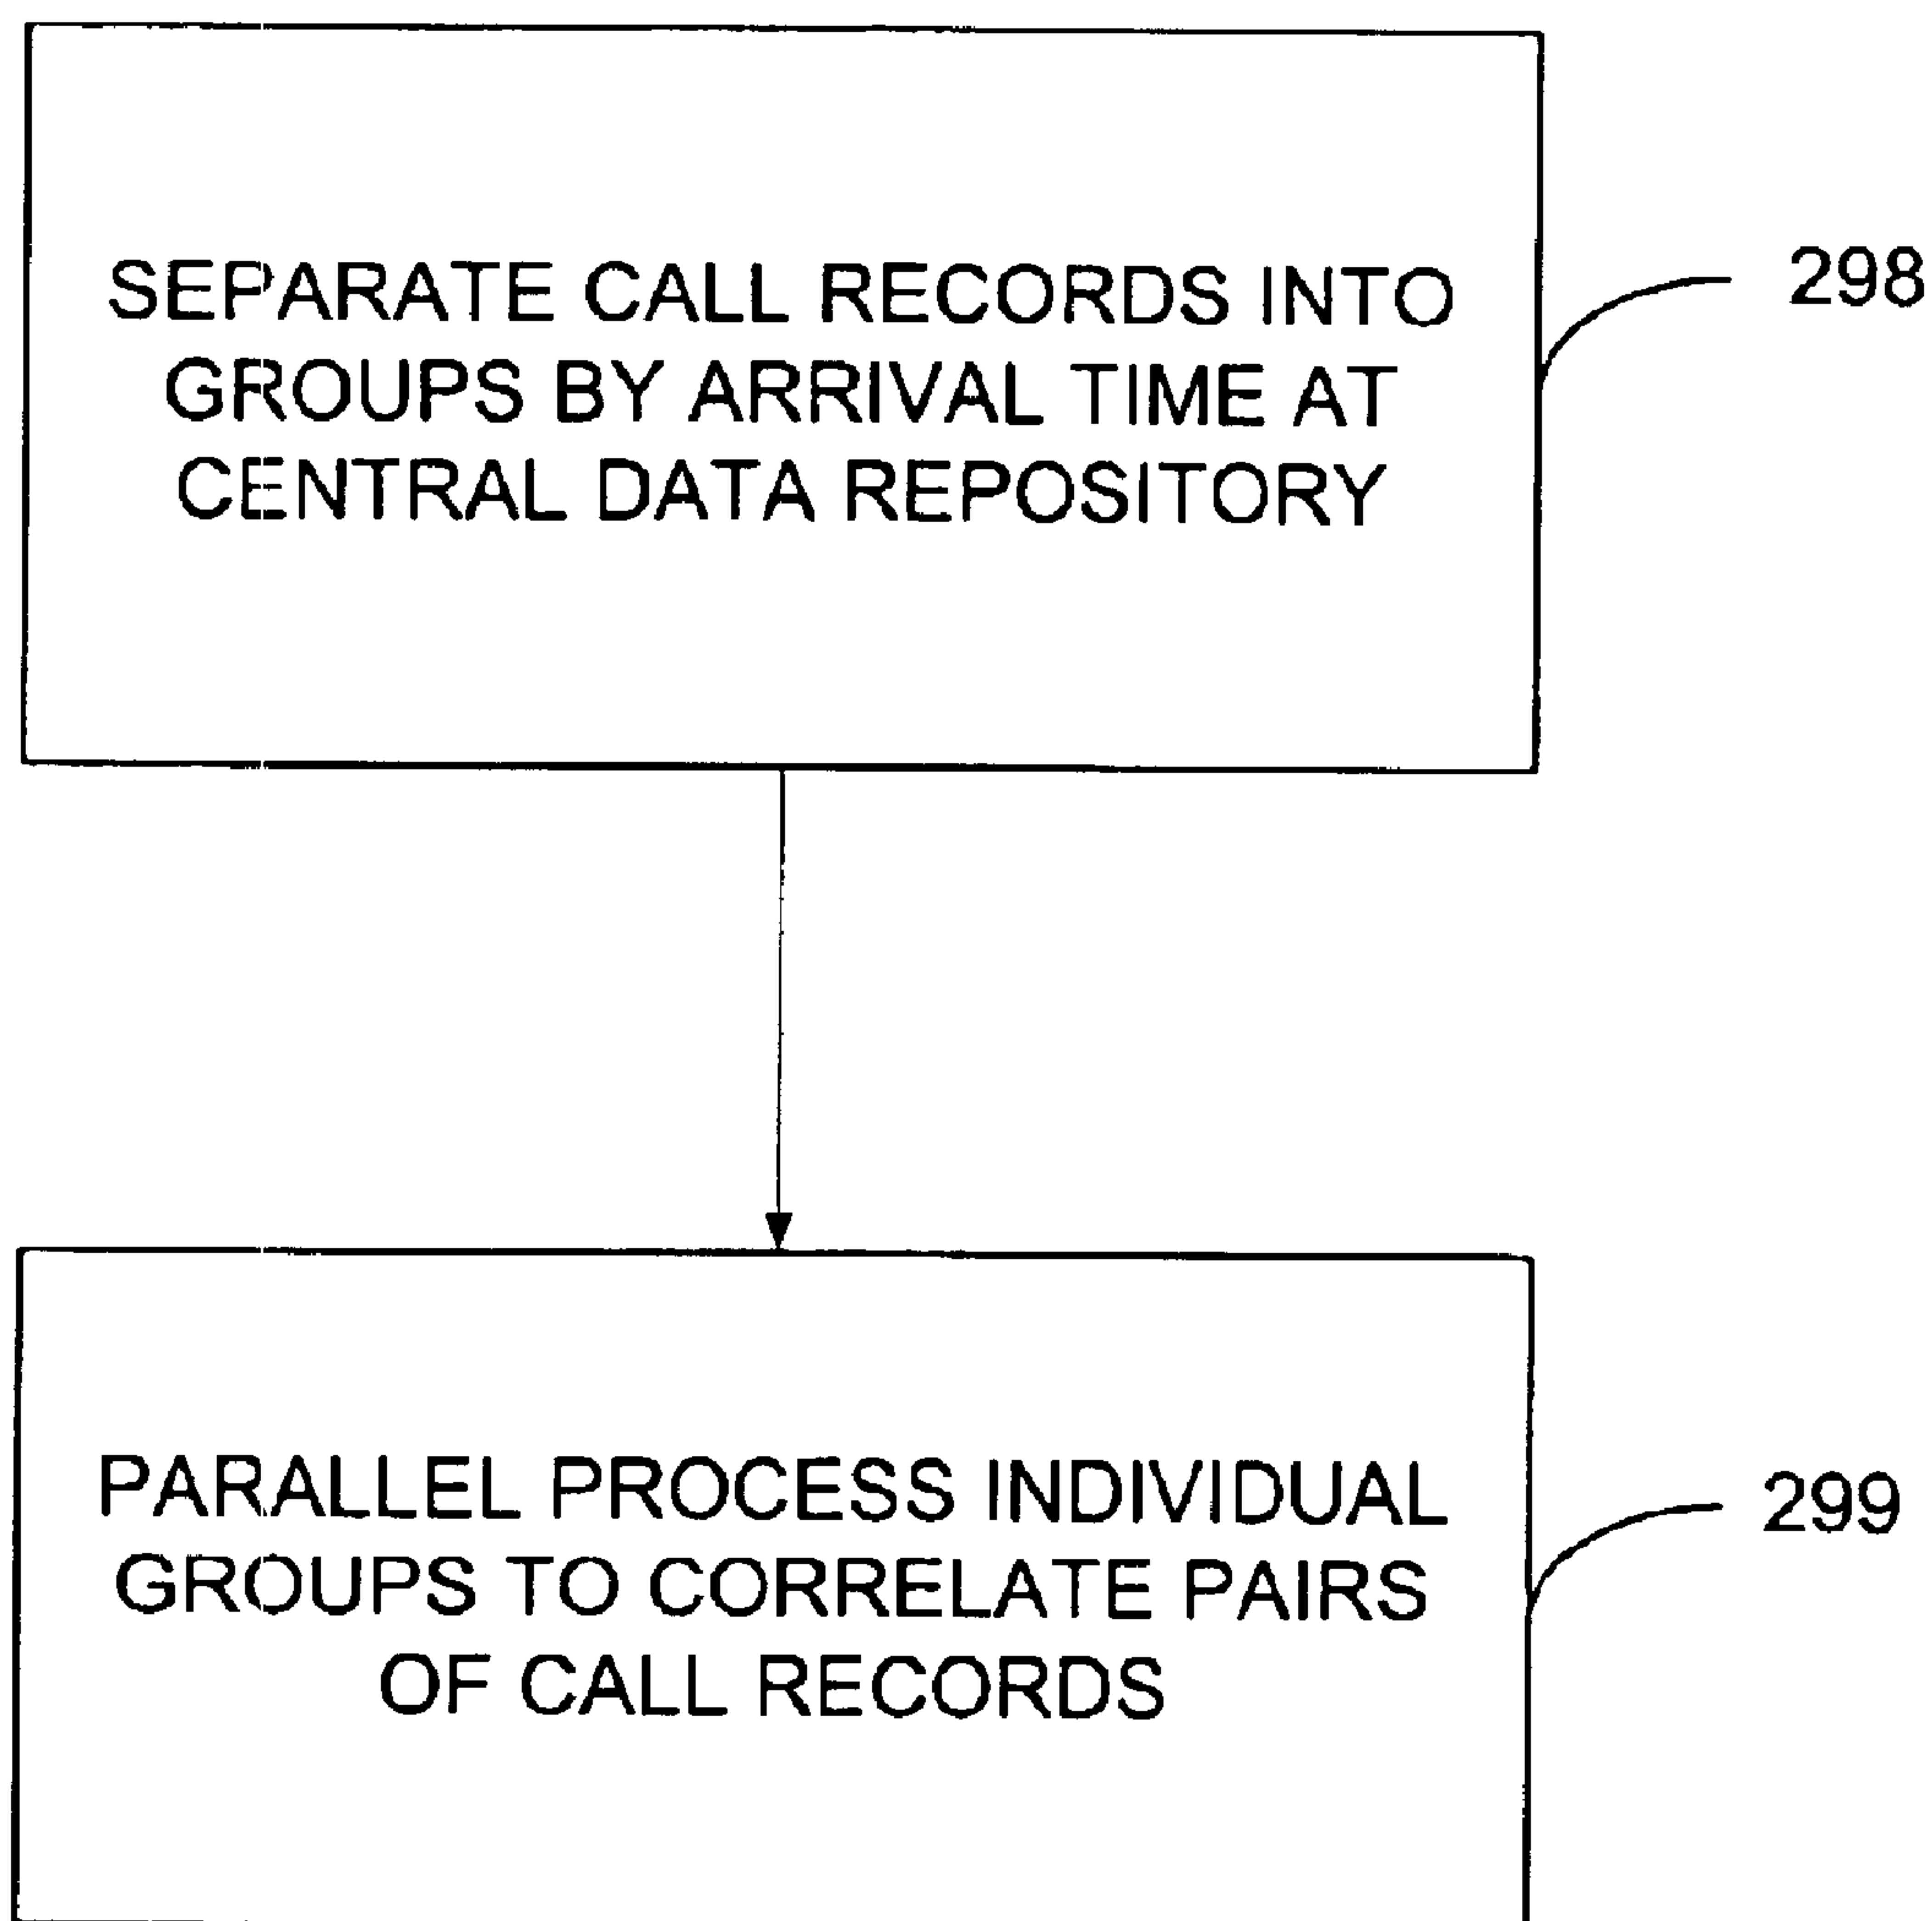 SEPARATE CALL RECORDS INTO
GROUPS BY ARRIVAL TIME AT
CENTRAL DATA REPOSITORY
298
PARALLEL PROCESS INDIVIDUAL
GROUPS TO CORRELATE PAIRS
OF CALL RECORDS
299